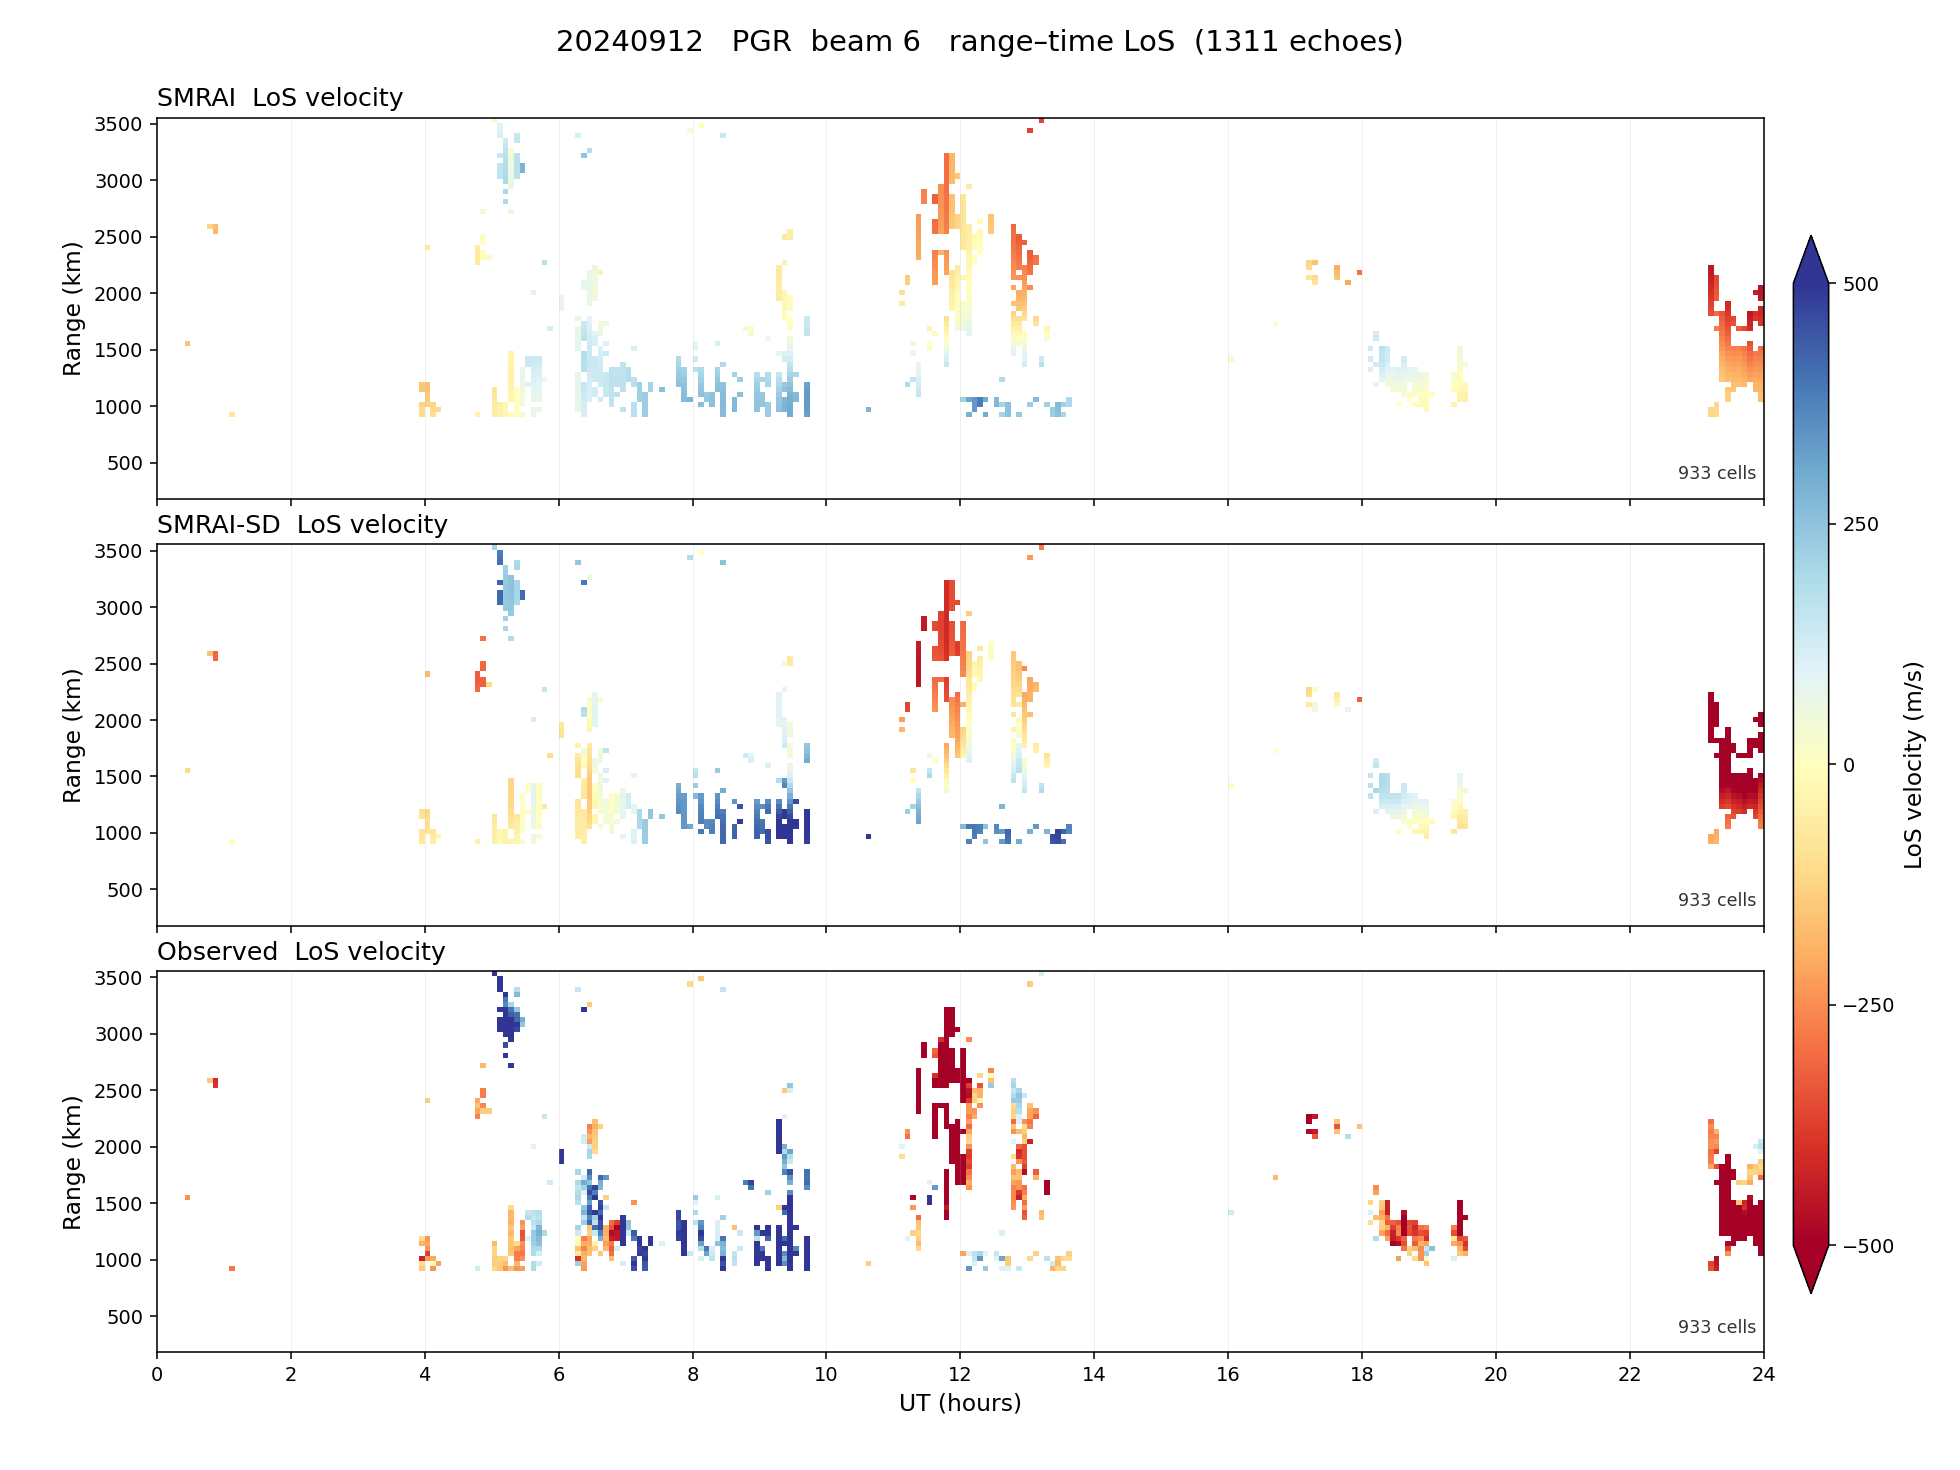 20240912   PGR  beam 6   range–time LoS  (1311 echoes)
SMRAI  LoS velocity
3500
3000
2500
2000
1500
1000
500
Range (km)
933 cells
SMRAI-SD  LoS velocity
3500
3000
2500
2000
1500
1000
500
Range (km)
933 cells
Observed  LoS velocity
3500
3000
2500
2000
1500
1000
500
Range (km)
933 cells
0 2 4 6 8 10 12 14 16 18 20 22 24
UT (hours)
500
250
0
−250
−500
LoS velocity (m/s)